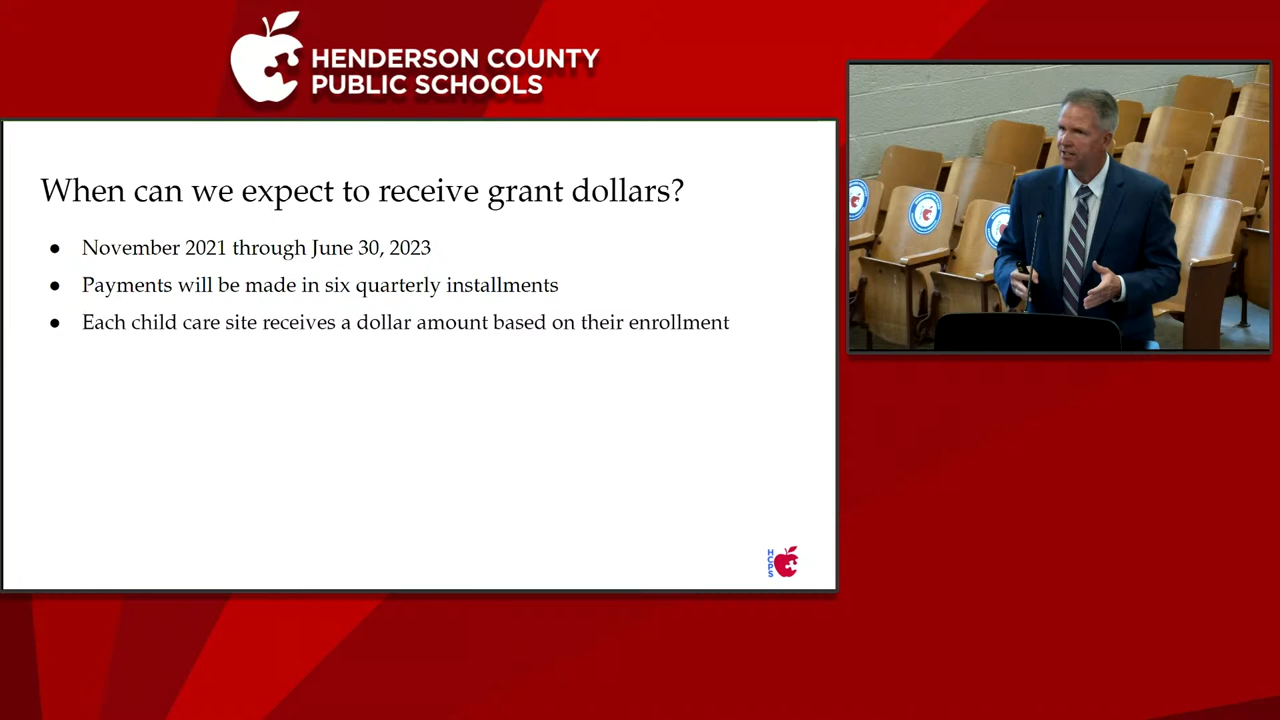 HENDERSON COUNTY
PUBLIC SCHOOLS
When can we expect to receive grant dollars?
● November 2021 through June 30, 2023
● Payments will be made in six quarterly installments
● Each child care site receives a dollar amount based on their enrollment
HCPS